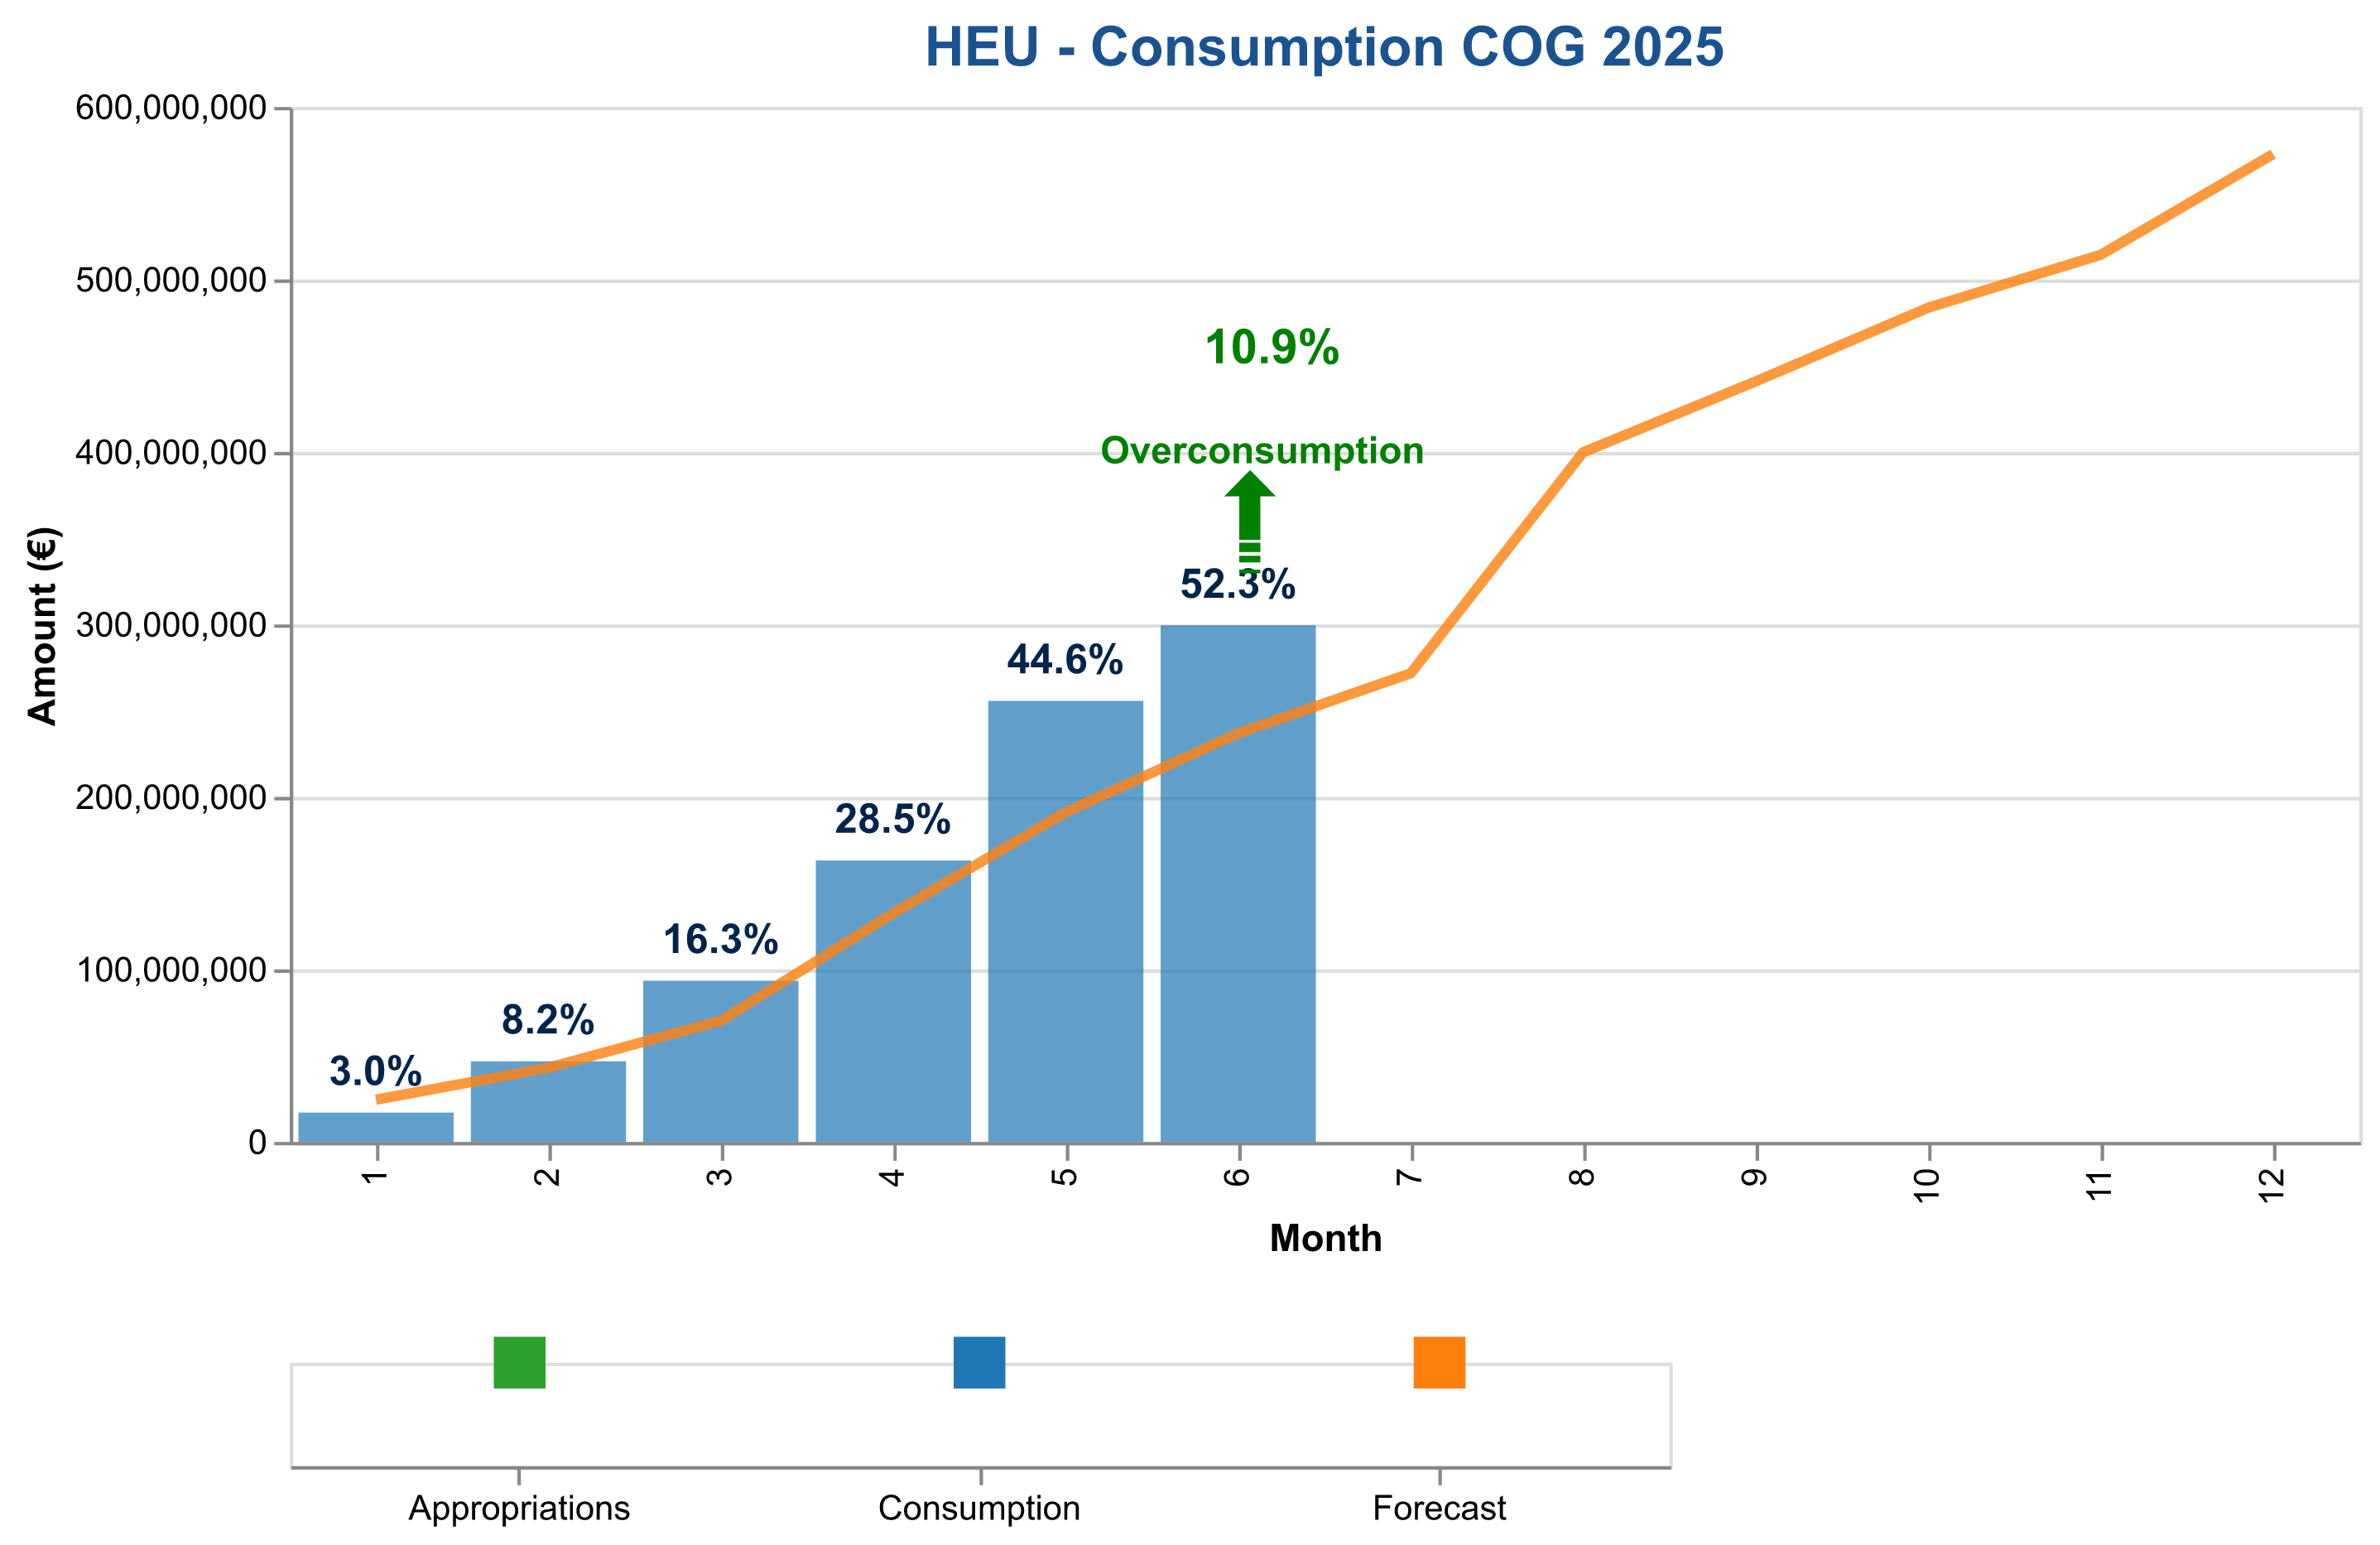 HEU - Consumption COG 2025
600,000,000
500,000,000
400,000,000
300,000,000
200,000,000
100,000,000
0
Amount (€)
10.9%
Overconsumption
52.3%
44.6%
28.5%
16.3%
8.2%
3.0%
1 2 3 4 5 6 7 8 9 10 11 12
Month
Appropriations Consumption Forecast